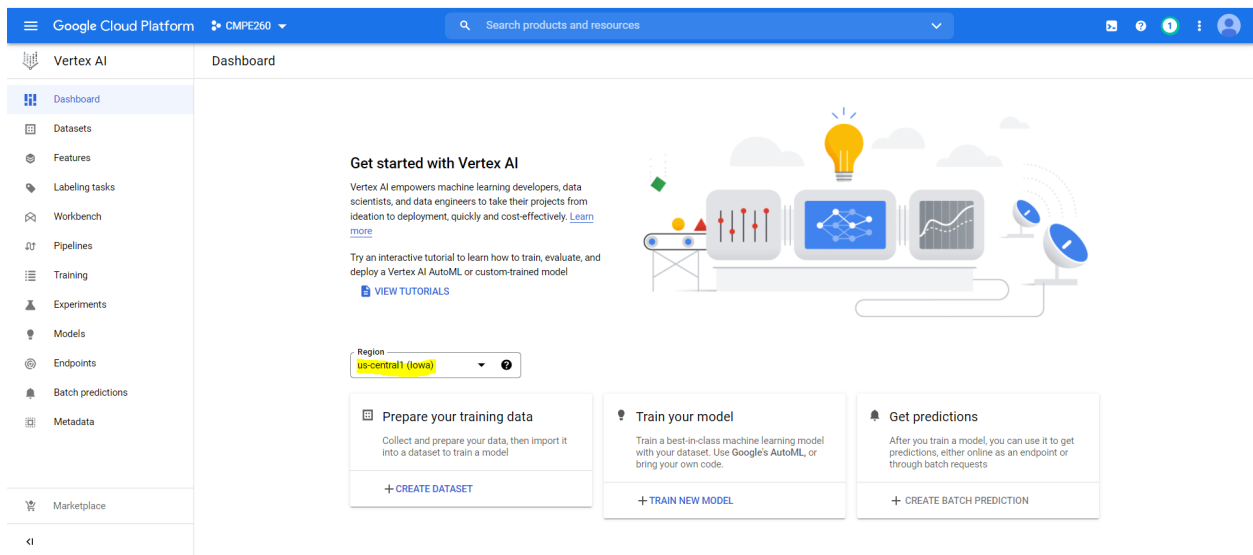 Google Cloud Platform
CMPE260
Search products and resources
1
Vertex AI
Dashboard
Dashboard
Datasets
Features
Labeling tasks
Workbench
Pipelines
Training
Experiments
Models
Endpoints
Batch predictions
Metadata
Marketplace
Get started with Vertex AI
Vertex AI empowers machine learning developers, data
scientists, and data engineers to take their projects from
ideation to deployment, quickly and cost-effectively. Learn
more
Try an interactive tutorial to learn how to train, evaluate, and
deploy a Vertex AI AutoML or custom-trained model
VIEW TUTORIALS
Region
us-central1 (Iowa)
Prepare your training data
Collect and prepare your data, then import it
into a dataset to train a model
+ CREATE DATASET
Train your model
Train a best-in-class machine learning model
with your dataset. Use Google's AutoML, or
bring your own code.
+ TRAIN NEW MODEL
Get predictions
After you train a model, you can use it to get
predictions, either online as an endpoint or
through batch requests
+ CREATE BATCH PREDICTION